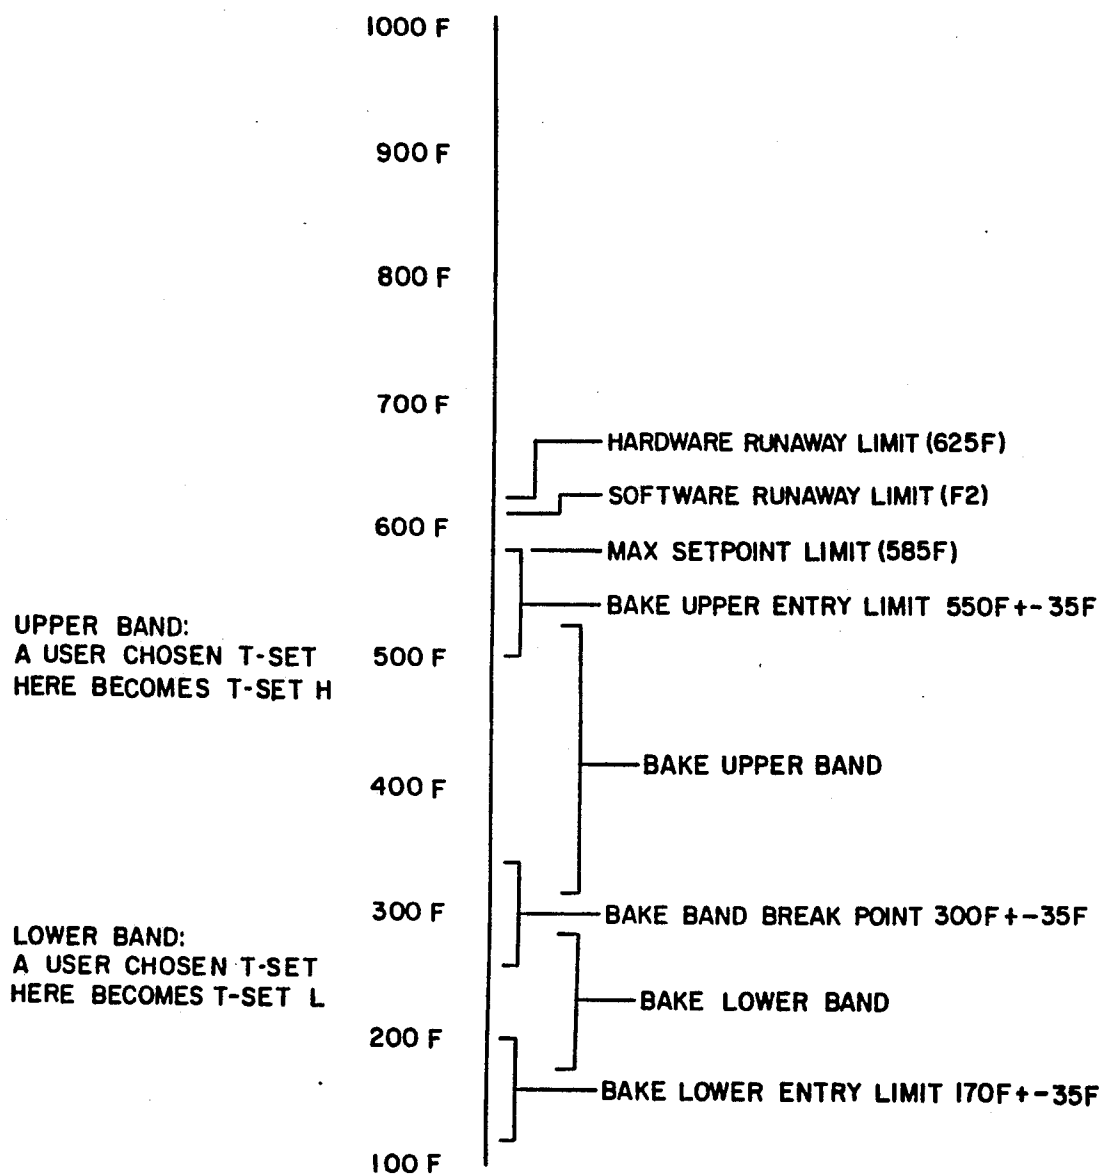 1000 F
900 F
800 F
700 F
HARDWARE RUNAWAY LIMIT (625F)
SOFTWARE RUNAWAY LIMIT (F2)
600 F
MAX SETPOINT LIMIT (585F)
BAKE UPPER ENTRY LIMIT 550F+-35F
UPPER BAND:
A USER CHOSEN T-SET
HERE BECOMES T-SET H
500 F
BAKE UPPER BAND
400 F
300 F
BAKE BAND BREAK POINT 300F+-35F
LOWER BAND:
A USER CHOSEN T-SET
HERE BECOMES T-SET L
BAKE LOWER BAND
200 F
BAKE LOWER ENTRY LIMIT 170F+-35F
100 F